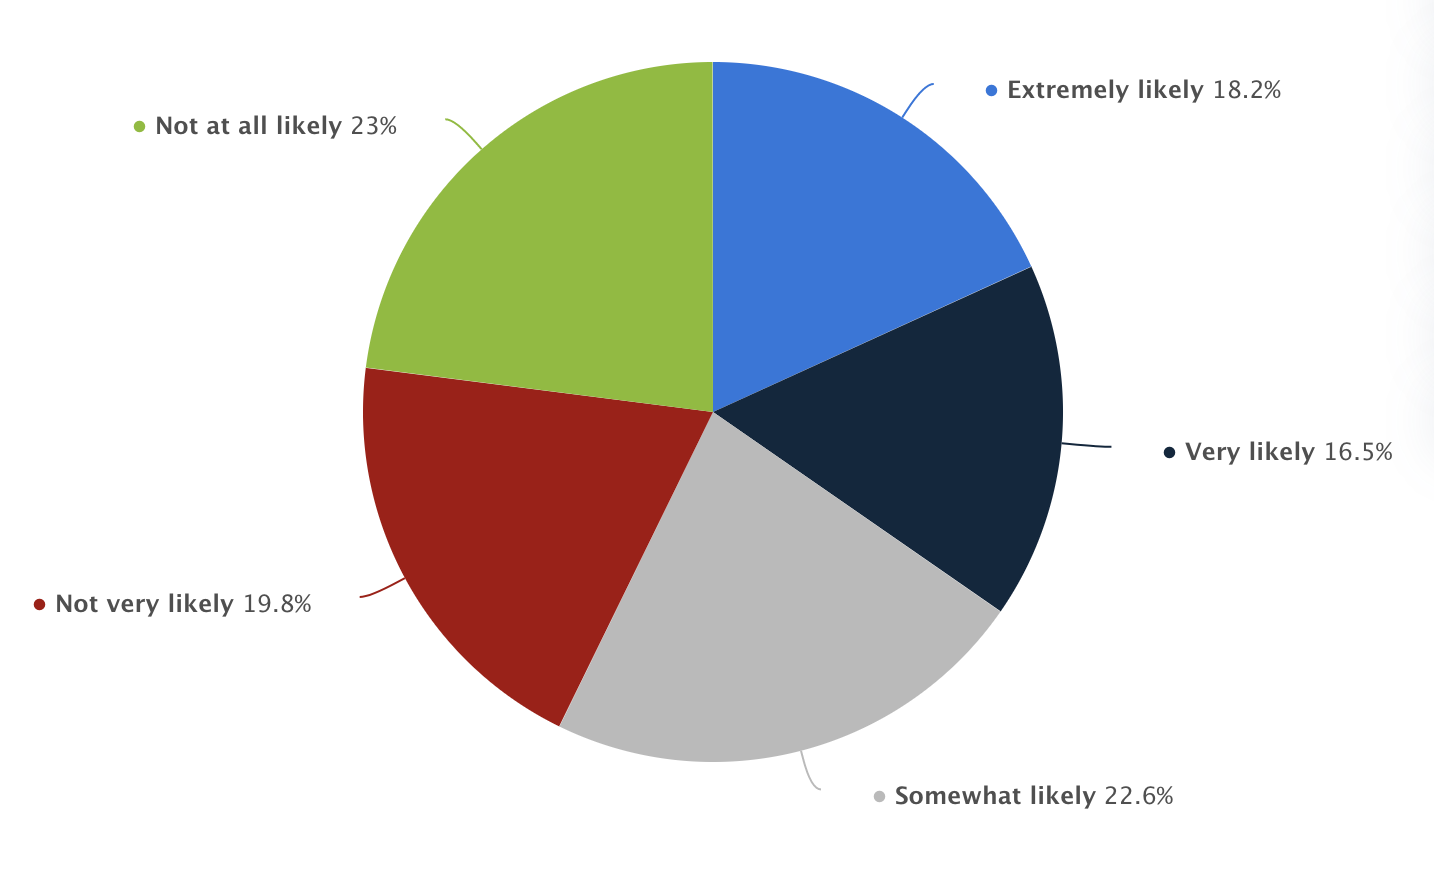 Extremely likely 18.2%
Not at all likely 23%
Very likely 16.5%
Not very likely 19.8%
Somewhat likely 22.6%